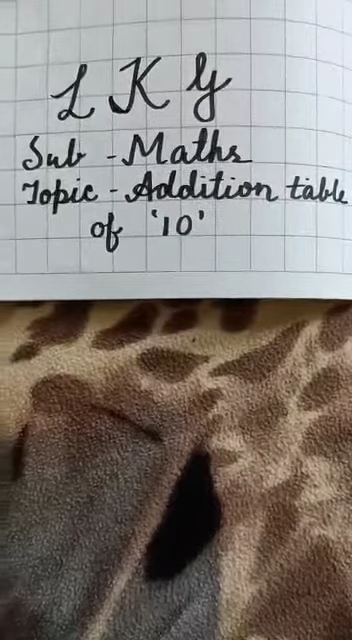 LKG
Sub - Maths
Topic - Addition table
of '10'